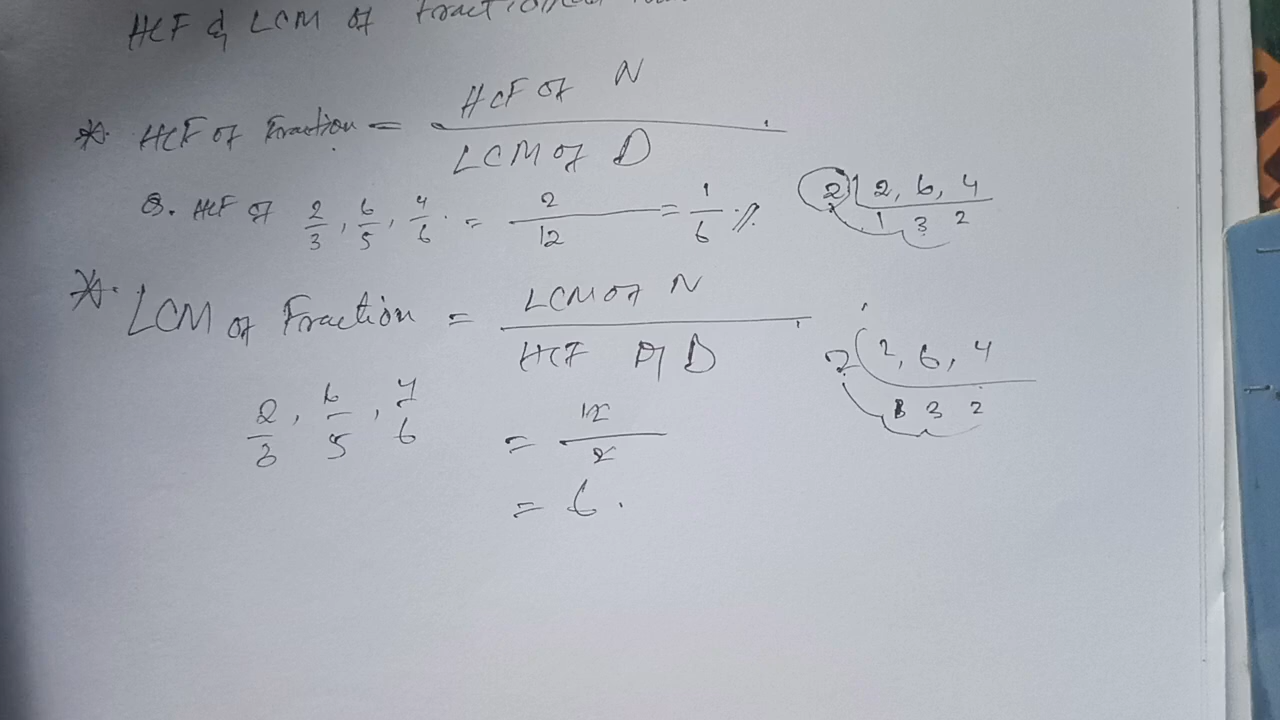 HCF & LCM of Fractional
*. HCF of Fraction = HCF of N / LCM of D
Q. HCF of 2/3, 6/5, 4/6. = 2/12 = 1/6
2 | 2, 6, 4
1 3 2
*. LCM of Fraction = LCM of N / HCF of D
2 ( 2, 6, 4
3 2
2/3, 6/5, 4/6 = 12/2
= 6.